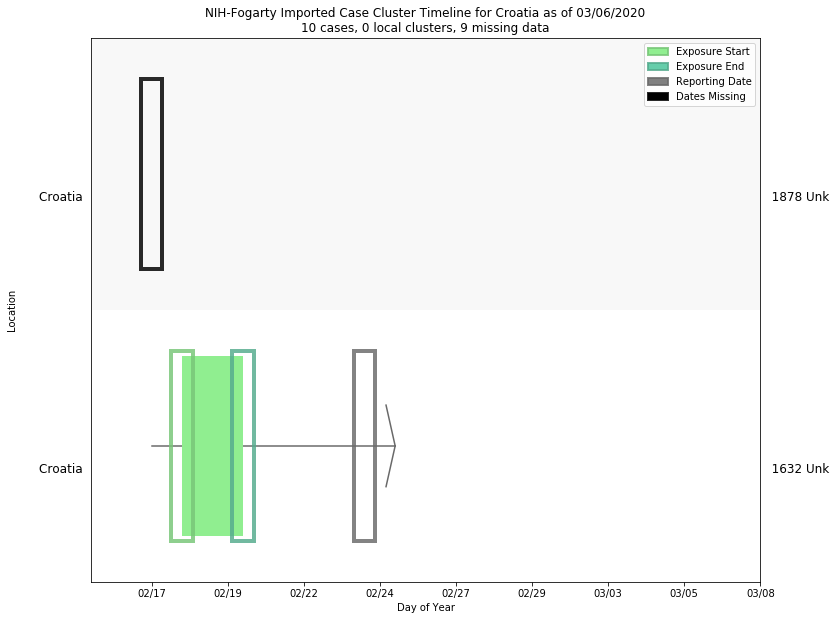 NIH-Fogarty Imported Case Cluster Timeline for Croatia as of 03/06/2020
10 cases, 0 local clusters, 9 missing data
Exposure Start
Exposure End
Reporting Date
Dates Missing
Croatia
1878 Unk
Location
Croatia
1632 Unk
02/17
02/19
02/22
02/24
02/27
02/29
03/03
03/05
03/08
Day of Year